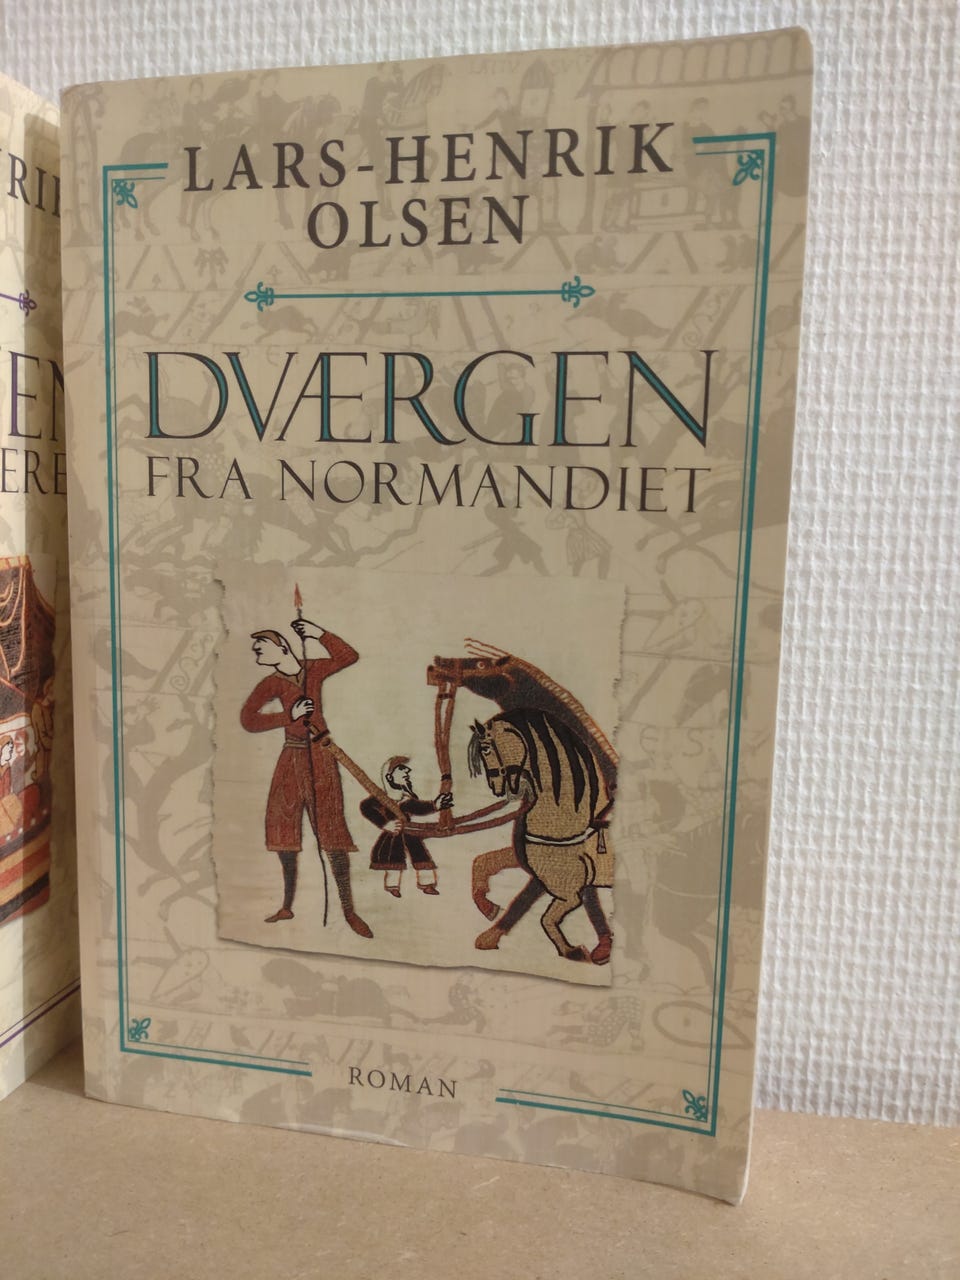 LARS-HENRIK
OLSEN
DVÆRGEN
FRA NORMANDIET
ROMAN